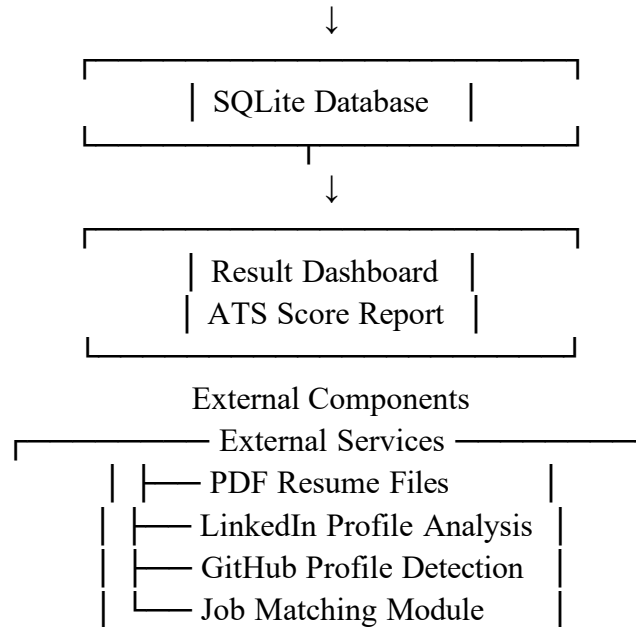 ↓
┌──────────────────────────┐
│ SQLite Database │
└────────────┬─────────────┘
↓
┌──────────────────────────┐
│ Result Dashboard │
│ ATS Score Report │
└──────────────────────────┘
External Components
┌────────── External Services ──────────
│ ├── PDF Resume Files │
│ ├── LinkedIn Profile Analysis │
│ ├── GitHub Profile Detection │
│ └── Job Matching Module │